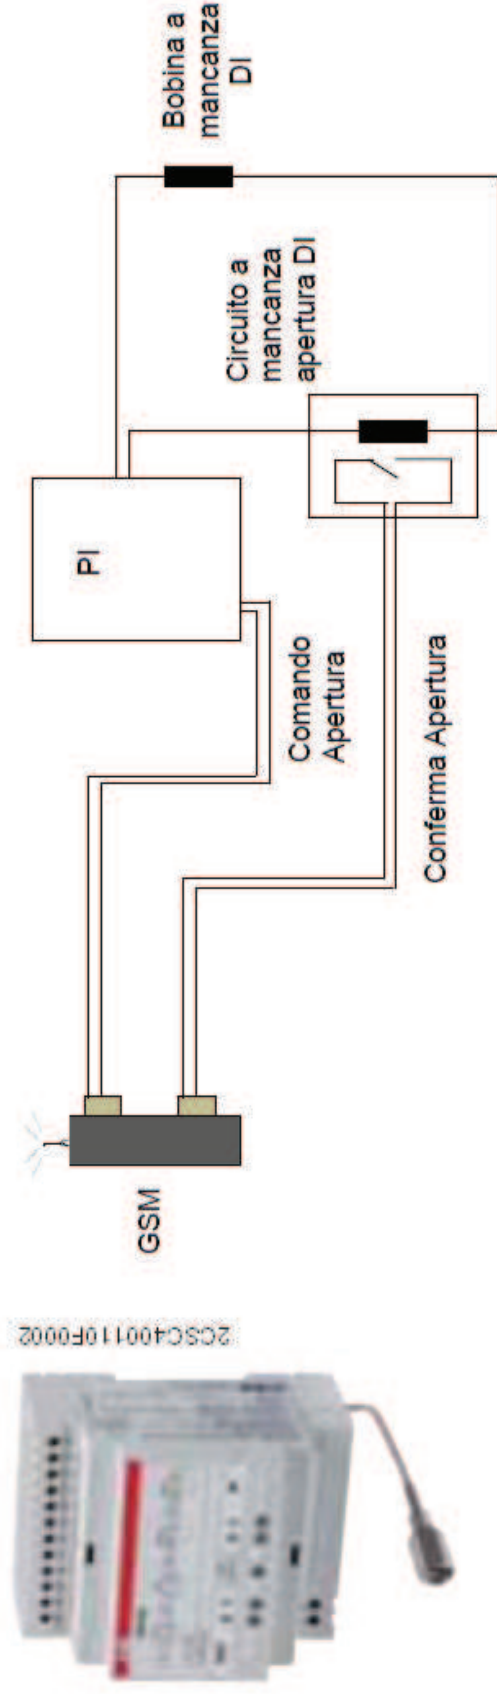 2CSC400110F0002
GSM
PI
Comando
Apertura
Conferma Apertura
Circuito a
mancanza
apertura DI
Bobina a
mancanza
DI